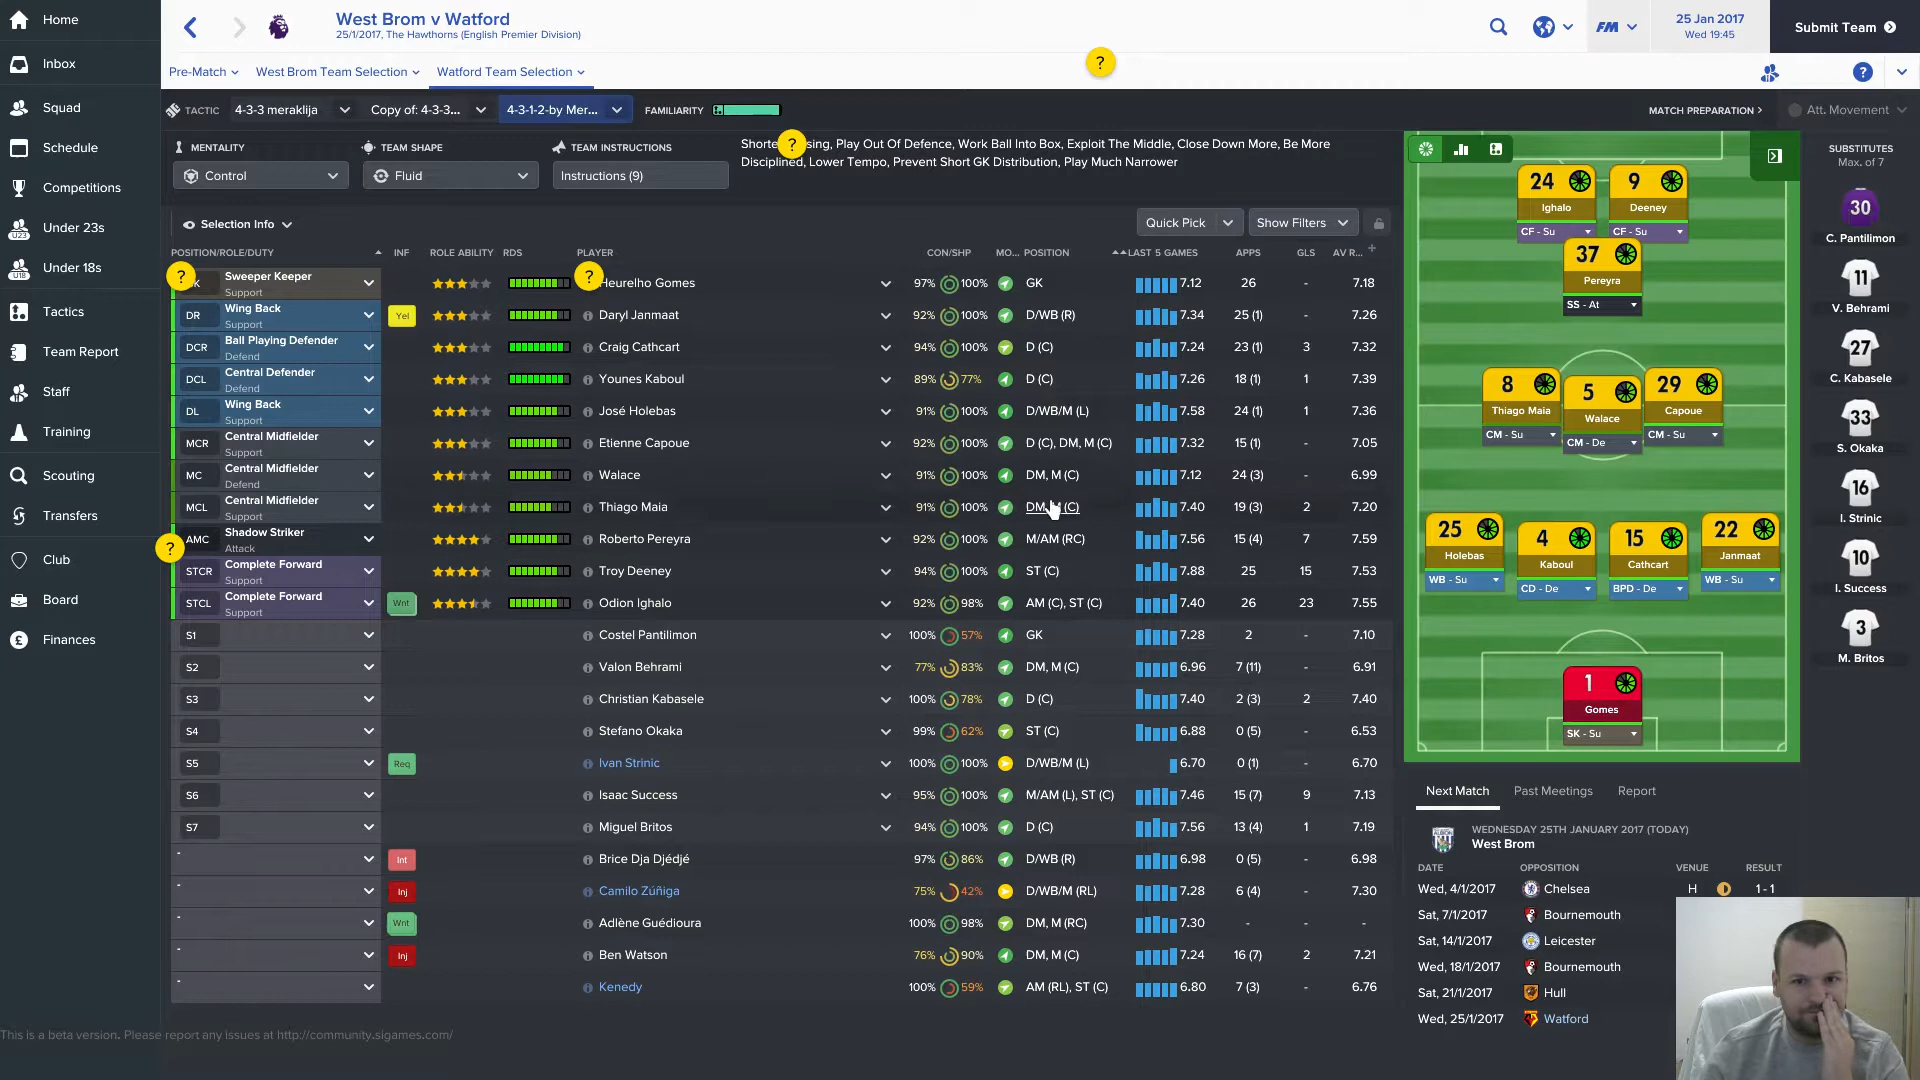 Home
Inbox
Squad
Schedule
Competitions
Under 23s
Under 18s
Tactics
Team Report
Staff
Training
Scouting
Transfers
Club
Board
Finances
West Brom v Watford
25/1/2017, The Hawthorns (English Premier Division)
FM
25 Jan 2017
Wed 19:45
Submit Team
Pre-Match
West Brom Team Selection
Watford Team Selection
?
?
TACTIC
4-3-3 meraklija
Copy of: 4-3-3...
4-3-1-2-by Mer...
FAMILIARITY
MATCH PREPARATION >
Att. Movement
MENTALITY
Control
TEAM SHAPE
Fluid
TEAM INSTRUCTIONS
Instructions (9)
?
Play Out Of Defence, Work Ball Into Box, Exploit The Middle, Close Down More, Be More
Disciplined, Lower Tempo, Prevent Short GK Distribution, Play Much Narrower
Selection Info
Quick Pick
Show Filters
POSITION/ROLE/DUTY INF ROLE ABILITY RDS PLAYER CON/SHP MO... POSITION LAST 5 GAMES APPS GLS AV R... +
? Sweeper Keeper Support ? Heurelho Gomes 97% 100% GK 7.12 26 - 7.18
DR Wing Back Support Yel Daryl Janmaat 92% 100% D/WB (R) 7.34 25 (1) - 7.26
DCR Ball Playing Defender Defend Craig Cathcart 94% 100% D (C) 7.24 23 (1) 3 7.32
DCL Central Defender Defend Younes Kaboul 89% 77% D (C) 7.26 18 (1) 1 7.39
DL Wing Back Support José Holebas 91% 100% D/WB/M (L) 7.58 24 (1) 1 7.36
MCR Central Midfielder Support Etienne Capoue 92% 100% D (C), DM, M (C) 7.32 15 (1) - 7.05
MC Central Midfielder Defend Walace 91% 100% DM, M (C) 7.12 24 (3) - 6.99
MCL Central Midfielder Support Thiago Maia 91% 100% DM, M (C) 7.40 19 (3) 2 7.20
? AMC Shadow Striker Attack Roberto Pereyra 92% 100% M/AM (RC) 7.56 15 (4) 7 7.59
STCR Complete Forward Support Troy Deeney 94% 100% ST (C) 7.88 25 15 7.53
STCL Complete Forward Support Wnt Odion Ighalo 92% 98% AM (C), ST (C) 7.40 26 23 7.55
S1 Costel Pantilimon 100% 57% GK 7.28 2 - 7.10
S2 Valon Behrami 77% 83% DM, M (C) 6.96 7 (11) - 6.91
S3 Christian Kabasele 100% 78% D (C) 7.40 2 (3) 2 7.40
S4 Stefano Okaka 99% 62% ST (C) 6.88 0 (5) - 6.53
S5 Req Ivan Strinic 100% 100% D/WB/M (L) 6.70 0 (1) - 6.70
S6 Isaac Success 95% 100% M/AM (L), ST (C) 7.46 15 (7) 9 7.13
S7 Miguel Britos 94% 100% D (C) 7.56 13 (4) 1 7.19
- Int Brice Dja Djédjé 97% 86% D/WB (R) 6.98 0 (5) - 6.98
- Inj Camilo Zúñiga 75% 42% D/WB/M (RL) 7.28 6 (4) - 7.30
- Wnt Adlène Guédioura 100% 98% DM, M (RC) 7.30 - - -
- Inj Ben Watson 76% 90% DM, M (C) 7.24 16 (7) 2 7.21
- Kenedy 100% 59% AM (RL), ST (C) 6.80 7 (3) - 6.76
This is a beta version. Please report any issues at http://community.sigames.com/
24 9
Ighalo Deeney
CF - Su CF - Su
37
Pereyra
SS - At
8 5 29
Thiago Maia Walace Capoue
CM - Su CM - De CM - Su
25 4 15 22
Holebas Kaboul Cathcart Janmaat
WB - Su CD - De BPD - De WB - Su
1
Gomes
SK - Su
SUBSTITUTES
Max. of 7
30
C. Pantilimon
11
V. Behrami
27
C. Kabasele
33
S. Okaka
16
I. Strinic
10
I. Success
3
M. Britos
Next Match Past Meetings Report
WEDNESDAY 25TH JANUARY 2017 (TODAY)
West Brom
DATE OPPOSITION VENUE RESULT
Wed, 4/1/2017 Chelsea H 1-1
Sat, 7/1/2017 Bournemouth
Sat, 14/1/2017 Leicester
Wed, 18/1/2017 Bournemouth
Sat, 21/1/2017 Hull
Wed, 25/1/2017 Watford